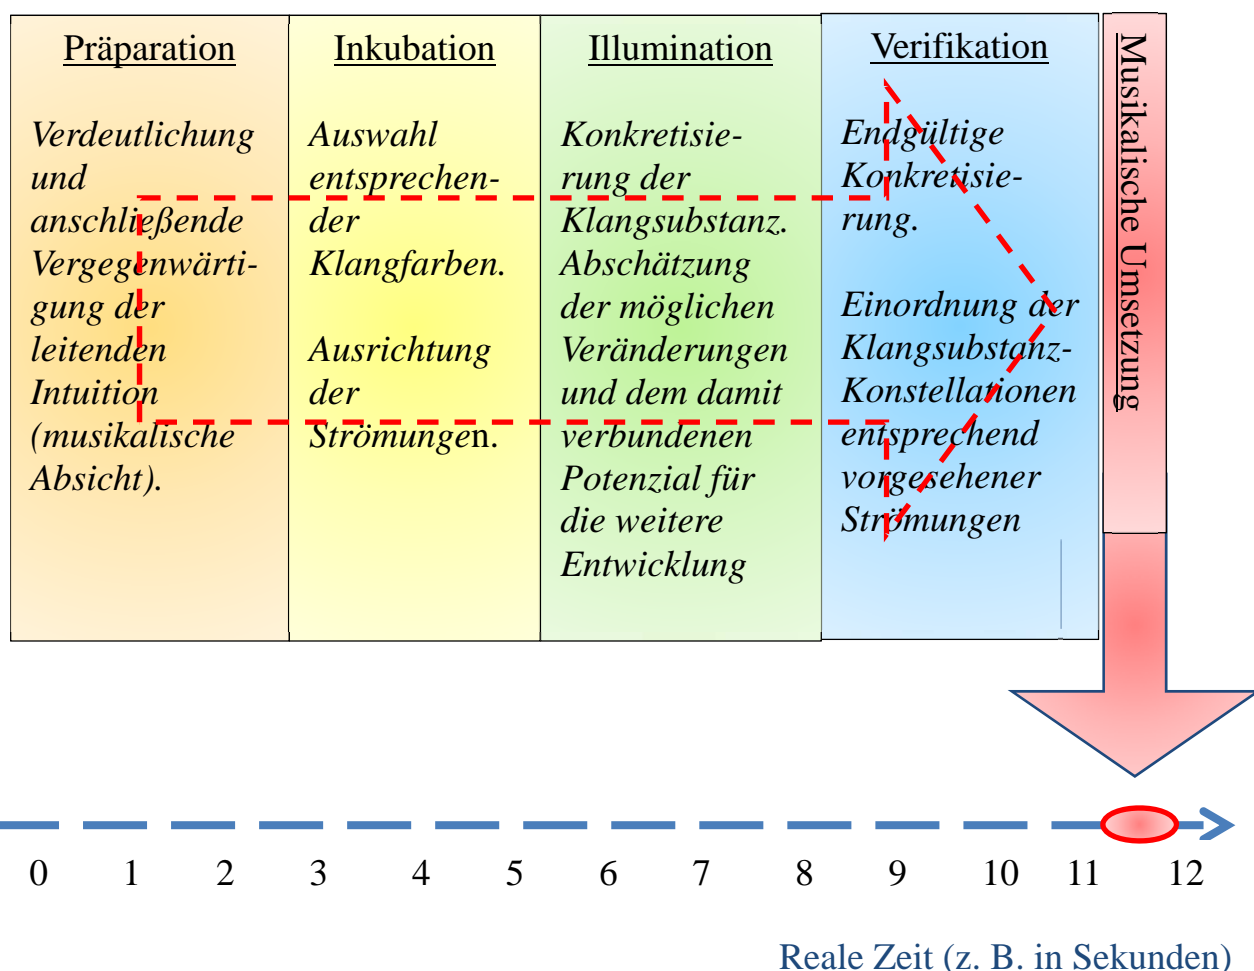 Präparation
Verdeutlichung
und
anschließende
Vergegenwärti-
gung der
leitenden
Intuition
(musikalische
Absicht).
Inkubation
Auswahl
entsprechen-
der
Klangfarben.
Ausrichtung
der
Strömungen.
Illumination
Konkretisie-
rung der
Klangsubstanz.
Abschätzung
der möglichen
Veränderungen
und dem damit
verbundenen
Potenzial für
die weitere
Entwicklung
Verifikation
Endgültige
Konkretisie-
rung.
Einordnung der
Klangsubstanz-
Konstellationen
entsprechend
vorgesehener
Strömungen
Musikalische Umsetzung
0 1 2 3 4 5 6 7 8 9 10 11 12
Reale Zeit (z. B. in Sekunden)